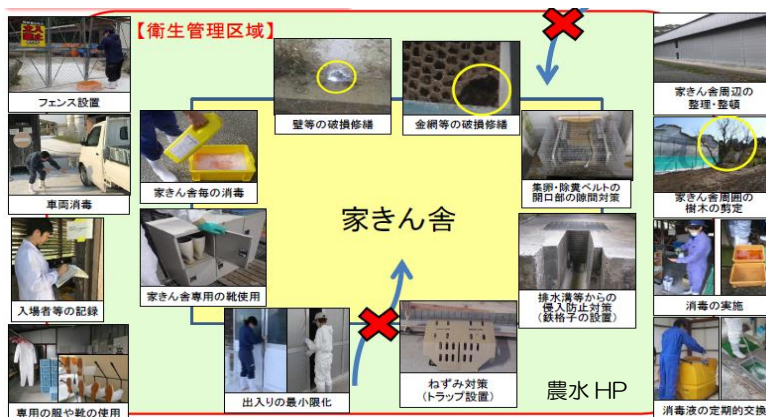 【衛生管理区域】
フェンス設置
車両消毒
入場者等の記録
専用の服や靴の使用
壁等の破損修繕
金網等の破損修繕
家きん舎毎の消毒
家きん舎専用の靴使用
出入りの最小限化
家きん舎
集卵・除糞ベルトの
開口部の隙間対策
排水溝等からの
侵入防止対策
（鉄格子の設置）
ねずみ対策
（トラップ設置）
農水 HP
家きん舎周辺の
整理・整頓
家きん舎周囲の
樹木の剪定
消毒の実施
消毒液の定期的交換